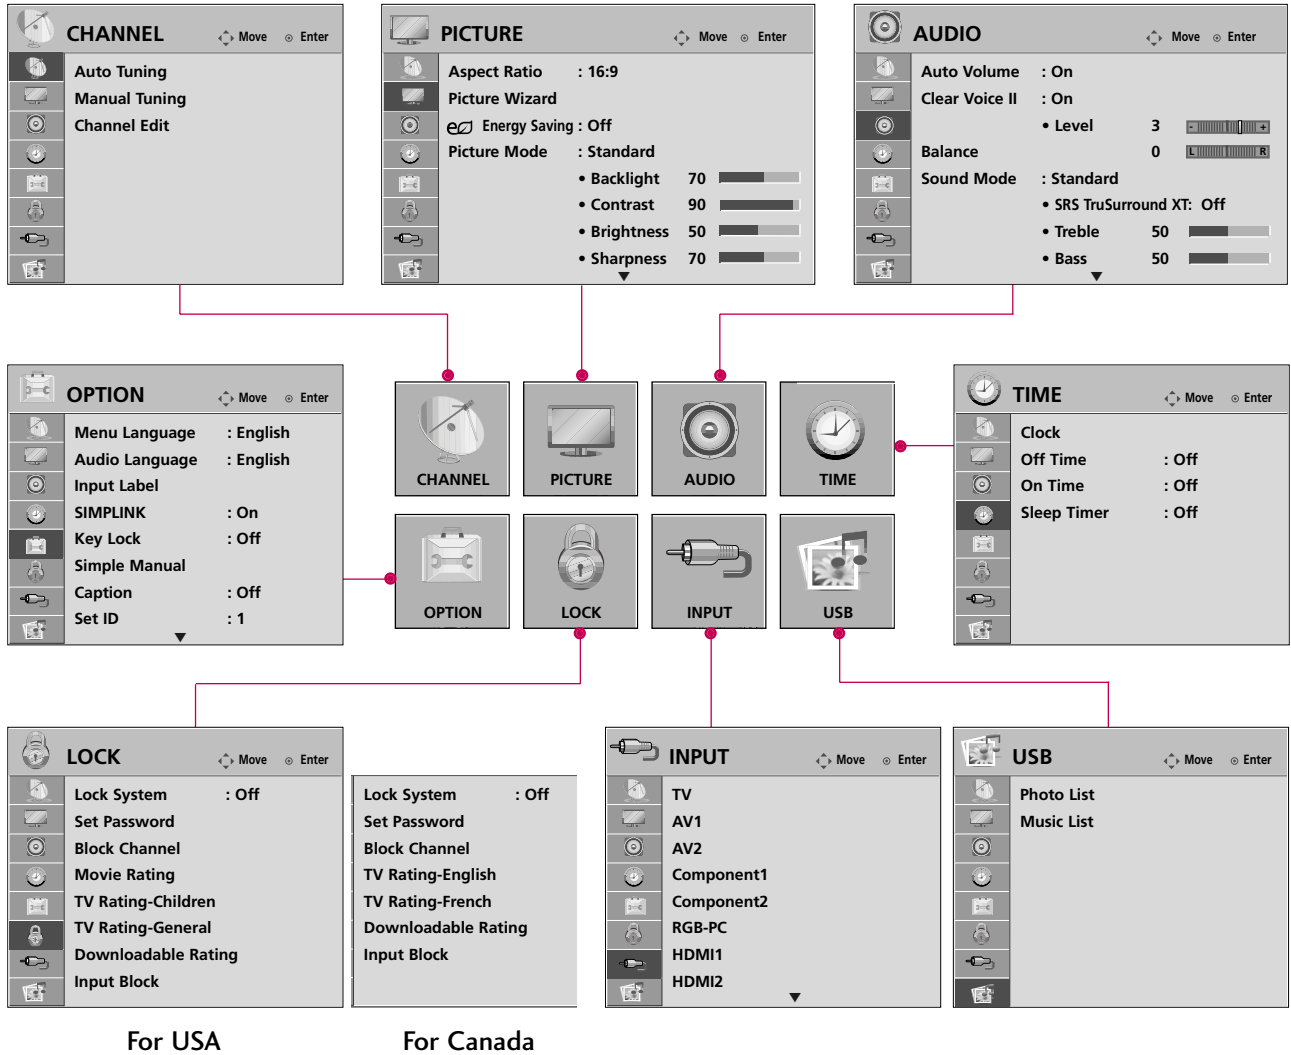 CHANNEL Move Enter
Auto Tuning
Manual Tuning
Channel Edit
PICTURE Move Enter
Aspect Ratio : 16:9
Picture Wizard
Energy Saving : Off
Picture Mode : Standard
• Backlight 70
• Contrast 90
• Brightness 50
• Sharpness 70
AUDIO Move Enter
Auto Volume : On
Clear Voice II : On
• Level 3 - +
Balance 0 L R
Sound Mode : Standard
• SRS TruSurround XT: Off
• Treble 50
• Bass 50
OPTION Move Enter
Menu Language : English
Audio Language : English
Input Label
SIMPLINK : On
Key Lock : Off
Simple Manual
Caption : Off
Set ID : 1
CHANNEL
PICTURE
AUDIO
TIME
OPTION
LOCK
INPUT
USB
TIME Move Enter
Clock
Off Time : Off
On Time : Off
Sleep Timer : Off
LOCK Move Enter
Lock System : Off
Set Password
Block Channel
Movie Rating
TV Rating-Children
TV Rating-General
Downloadable Rating
Input Block
For USA
Lock System : Off
Set Password
Block Channel
TV Rating-English
TV Rating-French
Downloadable Rating
Input Block
For Canada
INPUT Move Enter
TV
AV1
AV2
Component1
Component2
RGB-PC
HDMI1
HDMI2
USB Move Enter
Photo List
Music List